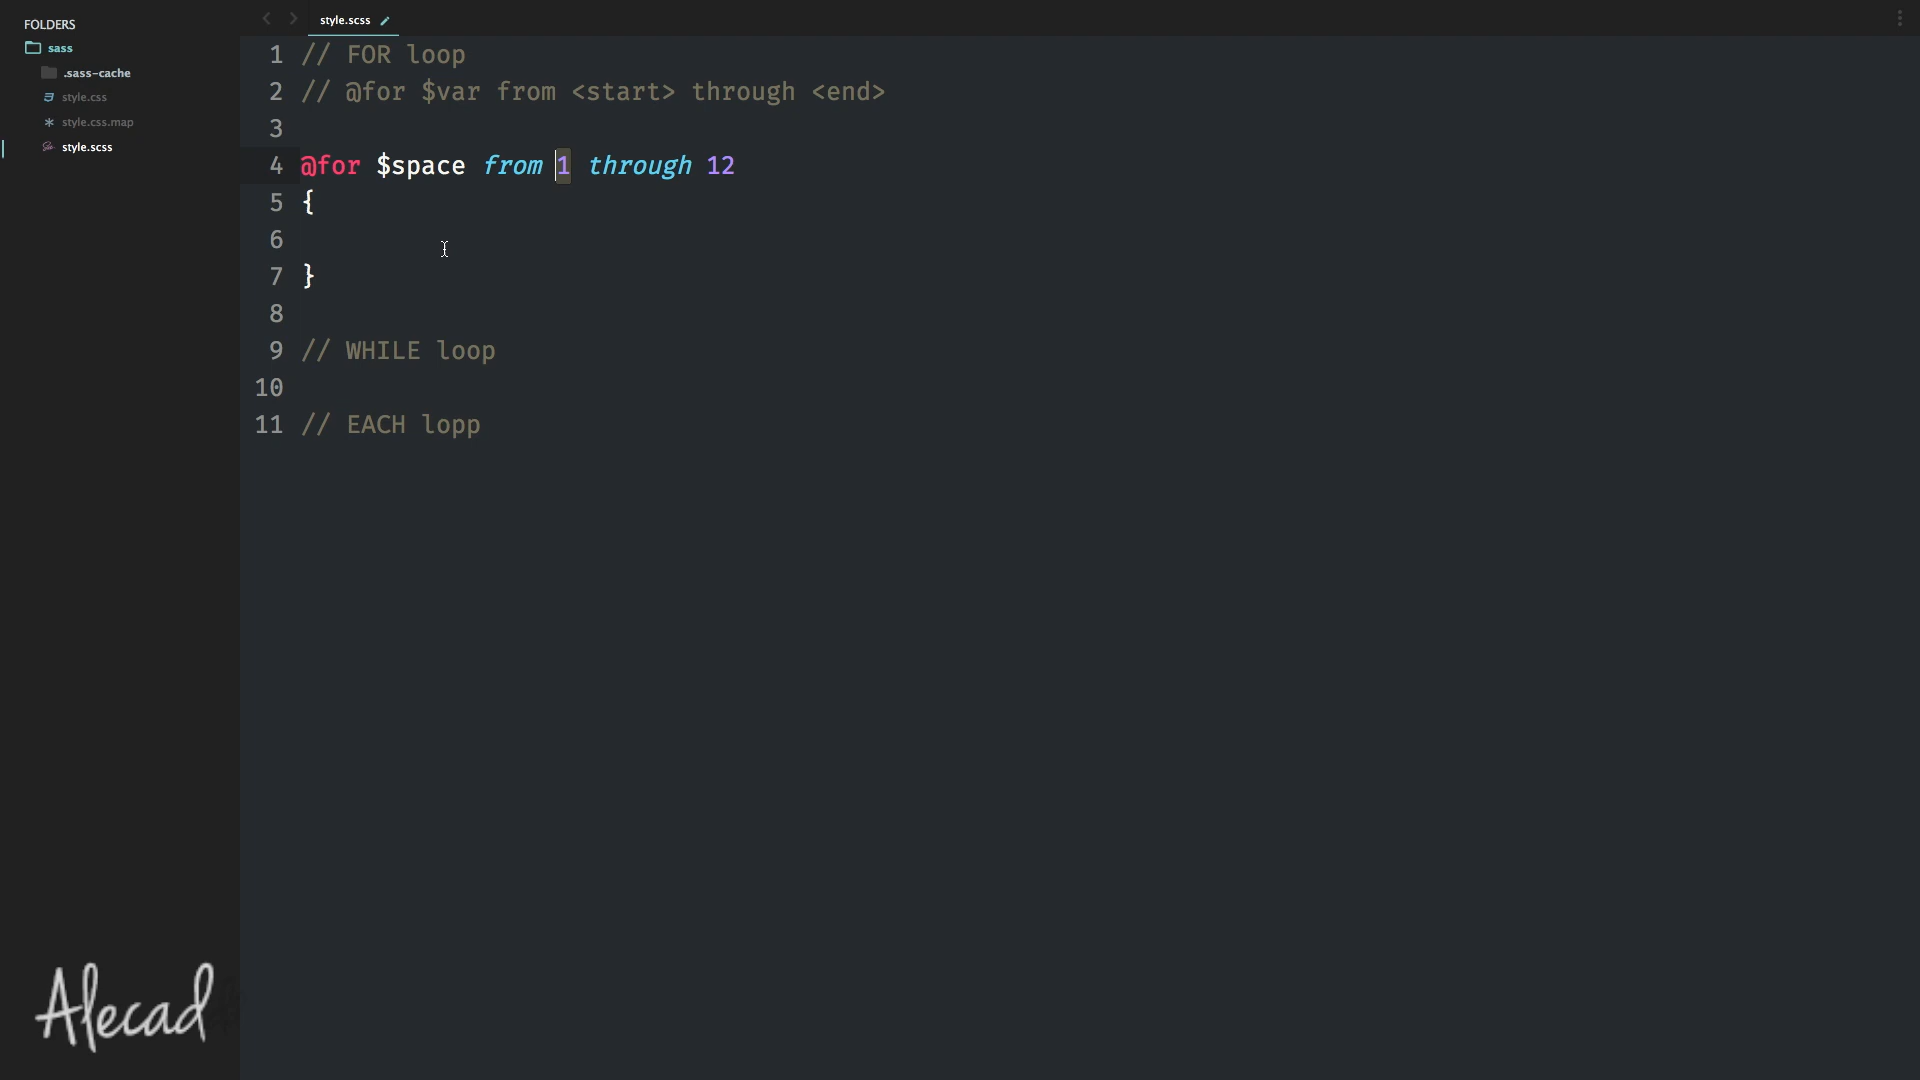 FOLDERS
sass
.sass-cache
style.css
style.css.map
style.scss
style.scss
1 // FOR loop
2 // @for $var from <start> through <end>
3
4 @for $space from 1 through 12
5 {
6
7 }
8
9 // WHILE loop
10
11 // EACH lopp
Alecad